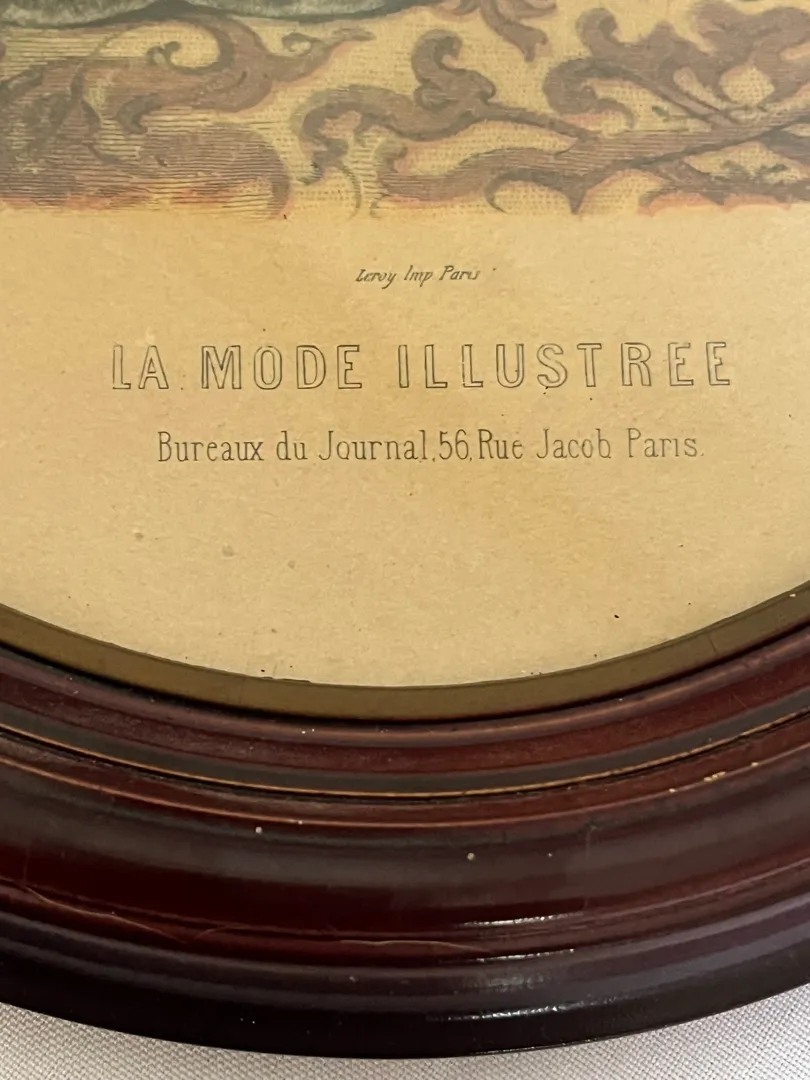 Leroy Imp Paris
LA MODE ILLUSTREE
Bureaux du Journal, 56, Rue Jacob Paris.